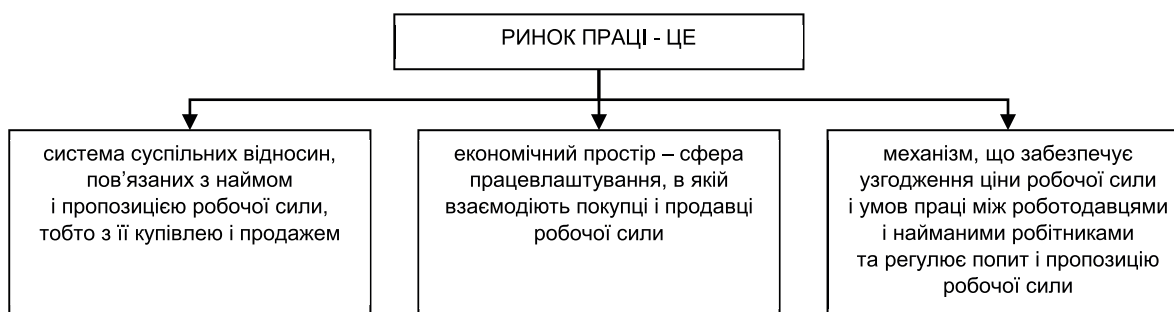 РИНОК ПРАЦІ - ЦЕ
система суспільних відносин,
пов’язаних з наймом
і пропозицією робочої сили,
тобто з її купівлею і продажем
економічний простір – сфера
працевлаштування, в якій
взаємодіють покупці і продавці
робочої сили
механізм, що забезпечує
узгодження ціни робочої сили
і умов праці між роботодавцями
і найманими робітниками
та регулює попит і пропозицію
робочої сили